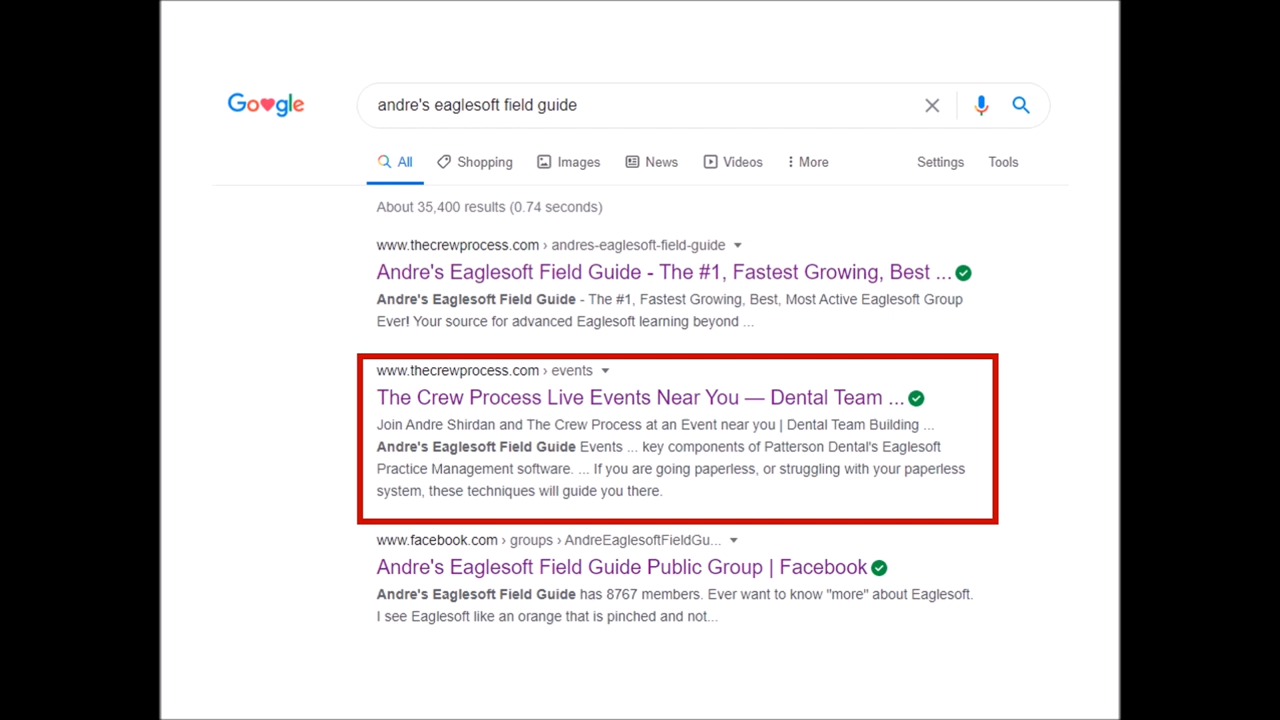 Google
andre's eaglesoft field guide
All Shopping Images News Videos More Settings Tools
About 35,400 results (0.74 seconds)
www.thecrewprocess.com › andres-eaglesoft-field-guide
Andre's Eaglesoft Field Guide - The #1, Fastest Growing, Best ...
Andre's Eaglesoft Field Guide - The #1, Fastest Growing, Best, Most Active Eaglesoft Group
Ever! Your source for advanced Eaglesoft learning beyond ...
www.thecrewprocess.com › events
The Crew Process Live Events Near You — Dental Team ...
Join Andre Shirdan and The Crew Process at an Event near you | Dental Team Building ...
Andre's Eaglesoft Field Guide Events ... key components of Patterson Dental's Eaglesoft
Practice Management software. ... If you are going paperless, or struggling with your paperless
system, these techniques will guide you there.
www.facebook.com › groups › AndreEaglesoftFieldGu...
Andre's Eaglesoft Field Guide Public Group | Facebook
Andre's Eaglesoft Field Guide has 8767 members. Ever want to know "more" about Eaglesoft.
I see Eaglesoft like an orange that is pinched and not...